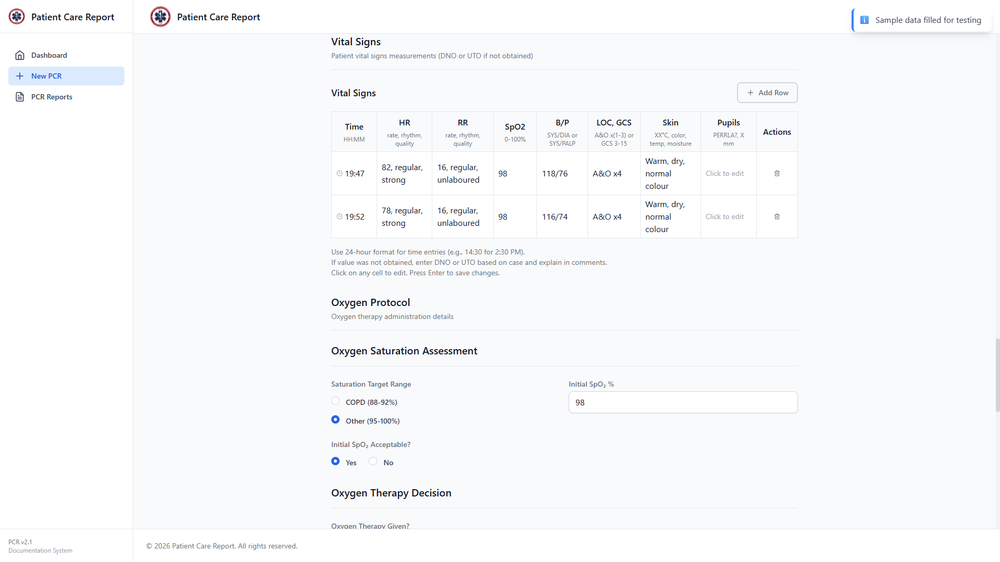 Patient Care Report
Patient Care Report
Sample data filled for testing
Dashboard
New PCR
PCR Reports
Vital Signs
Patient vital signs measurements (DNO or UTO if not obtained)
Vital Signs
Add Row
Time
HH:MM
HR
rate, rhythm,
quality
RR
rate, rhythm,
quality
SpO2
0-100%
B/P
SYS/DIA or
SYS/PALP
LOC, GCS
A&O x(1-3) or
GCS 3-15
Skin
XX°C, color,
temp, moisture
Pupils
PERRLA?, X
mm
Actions
19:47
82, regular,
strong
16, regular,
unlaboured
98
118/76
A&O x4
Warm, dry,
normal
colour
Click to edit
19:52
78, regular,
strong
16, regular,
unlaboured
98
116/74
A&O x4
Warm, dry,
normal
colour
Click to edit
Use 24-hour format for time entries (e.g., 14:30 for 2:30 PM).
If value was not obtained, enter DNO or UTO based on case and explain in comments.
Click on any cell to edit. Press Enter to save changes.
Oxygen Protocol
Oxygen therapy administration details
Oxygen Saturation Assessment
Saturation Target Range
COPD (88-92%)
Other (95-100%)
Initial SpO₂ %
98
Initial SpO₂ Acceptable?
Yes
No
Oxygen Therapy Decision
Oxygen Therapy Given?
PCR v2.1
Documentation System
© 2026 Patient Care Report. All rights reserved.